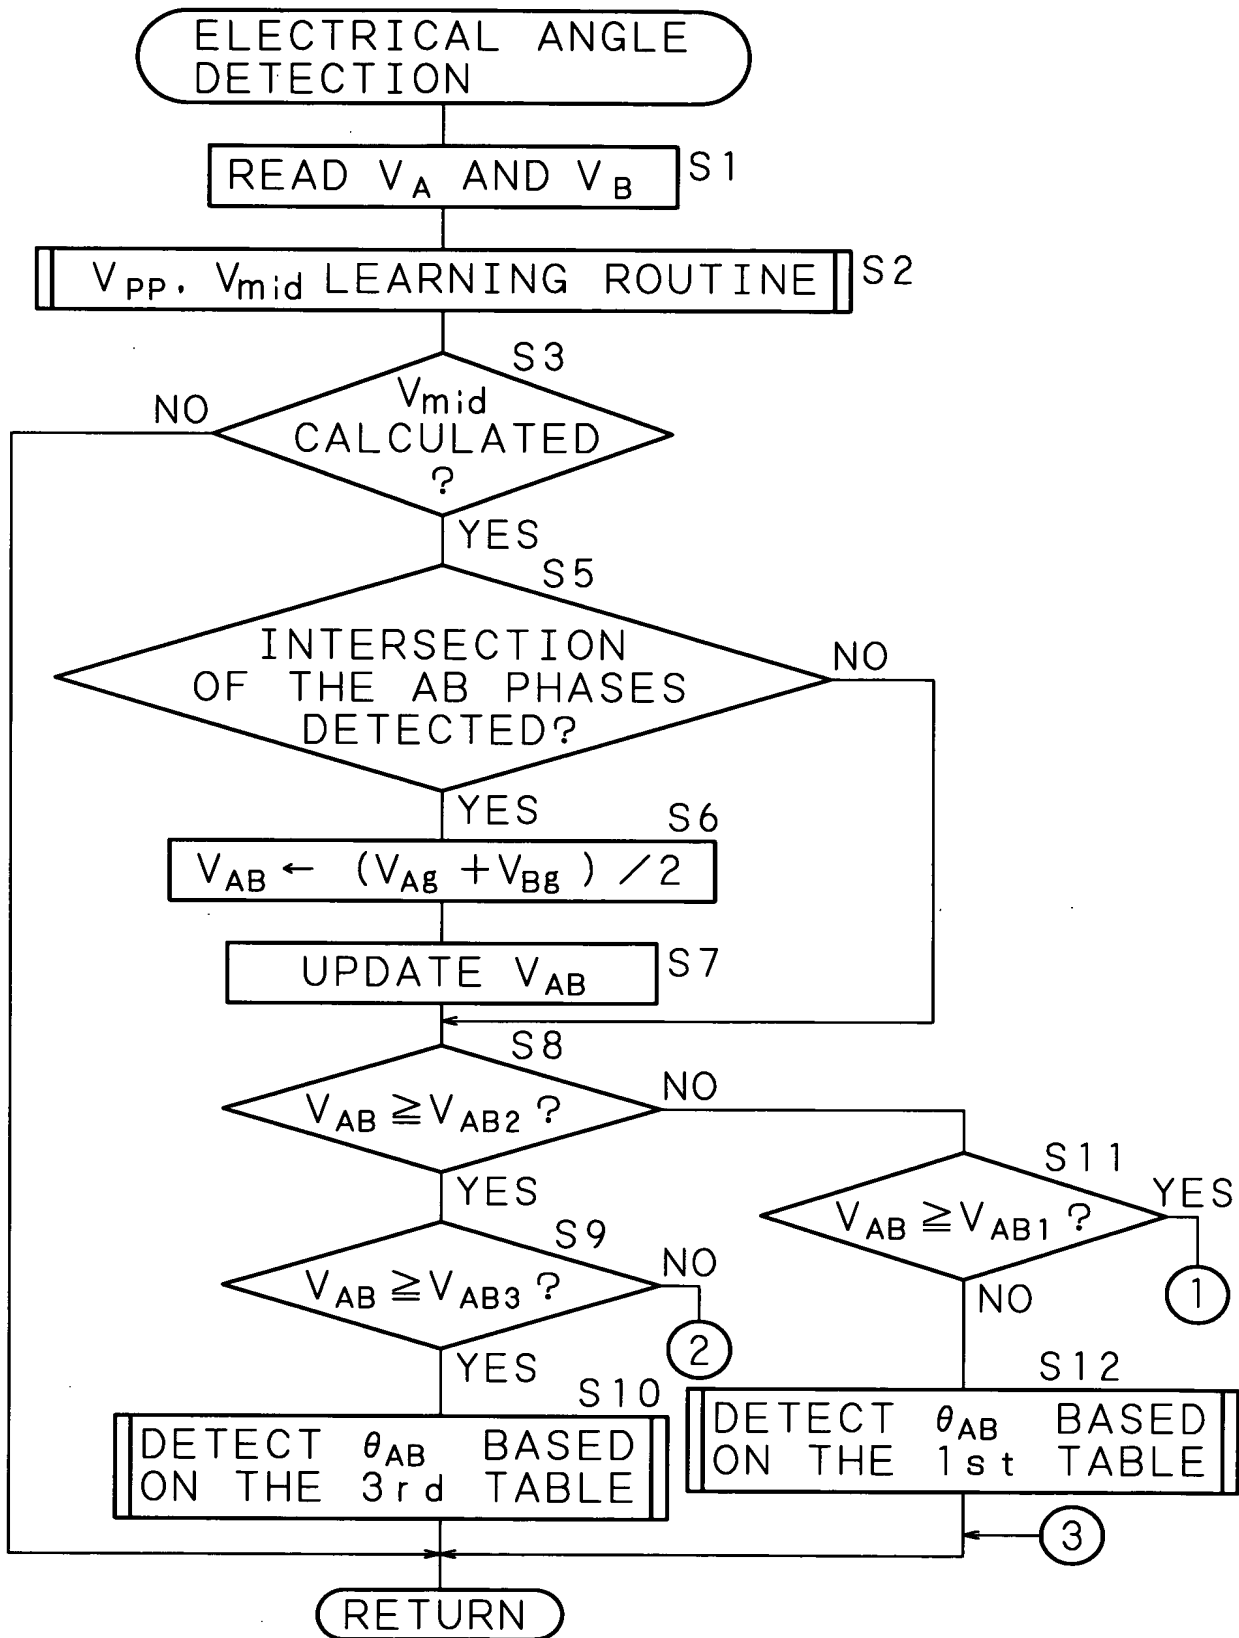 ELECTRICAL ANGLE
DETECTION
READ VA AND VB
S1
VPP, Vmid LEARNING ROUTINE
S2
S3
NO
Vmid
CALCULATED
?
YES
S5
INTERSECTION
OF THE AB PHASES
DETECTED?
NO
YES
S6
VAB ← (VAg +VBg) /2
UPDATE VAB
S7
S8
VAB ≧ VAB2 ?
NO
YES
S11
VAB ≧ VAB1 ?
YES
1
NO
S9
VAB ≧ VAB3 ?
NO
2
YES
S10
DETECT θAB BASED
ON THE 3rd TABLE
S12
DETECT θAB BASED
ON THE 1st TABLE
3
RETURN